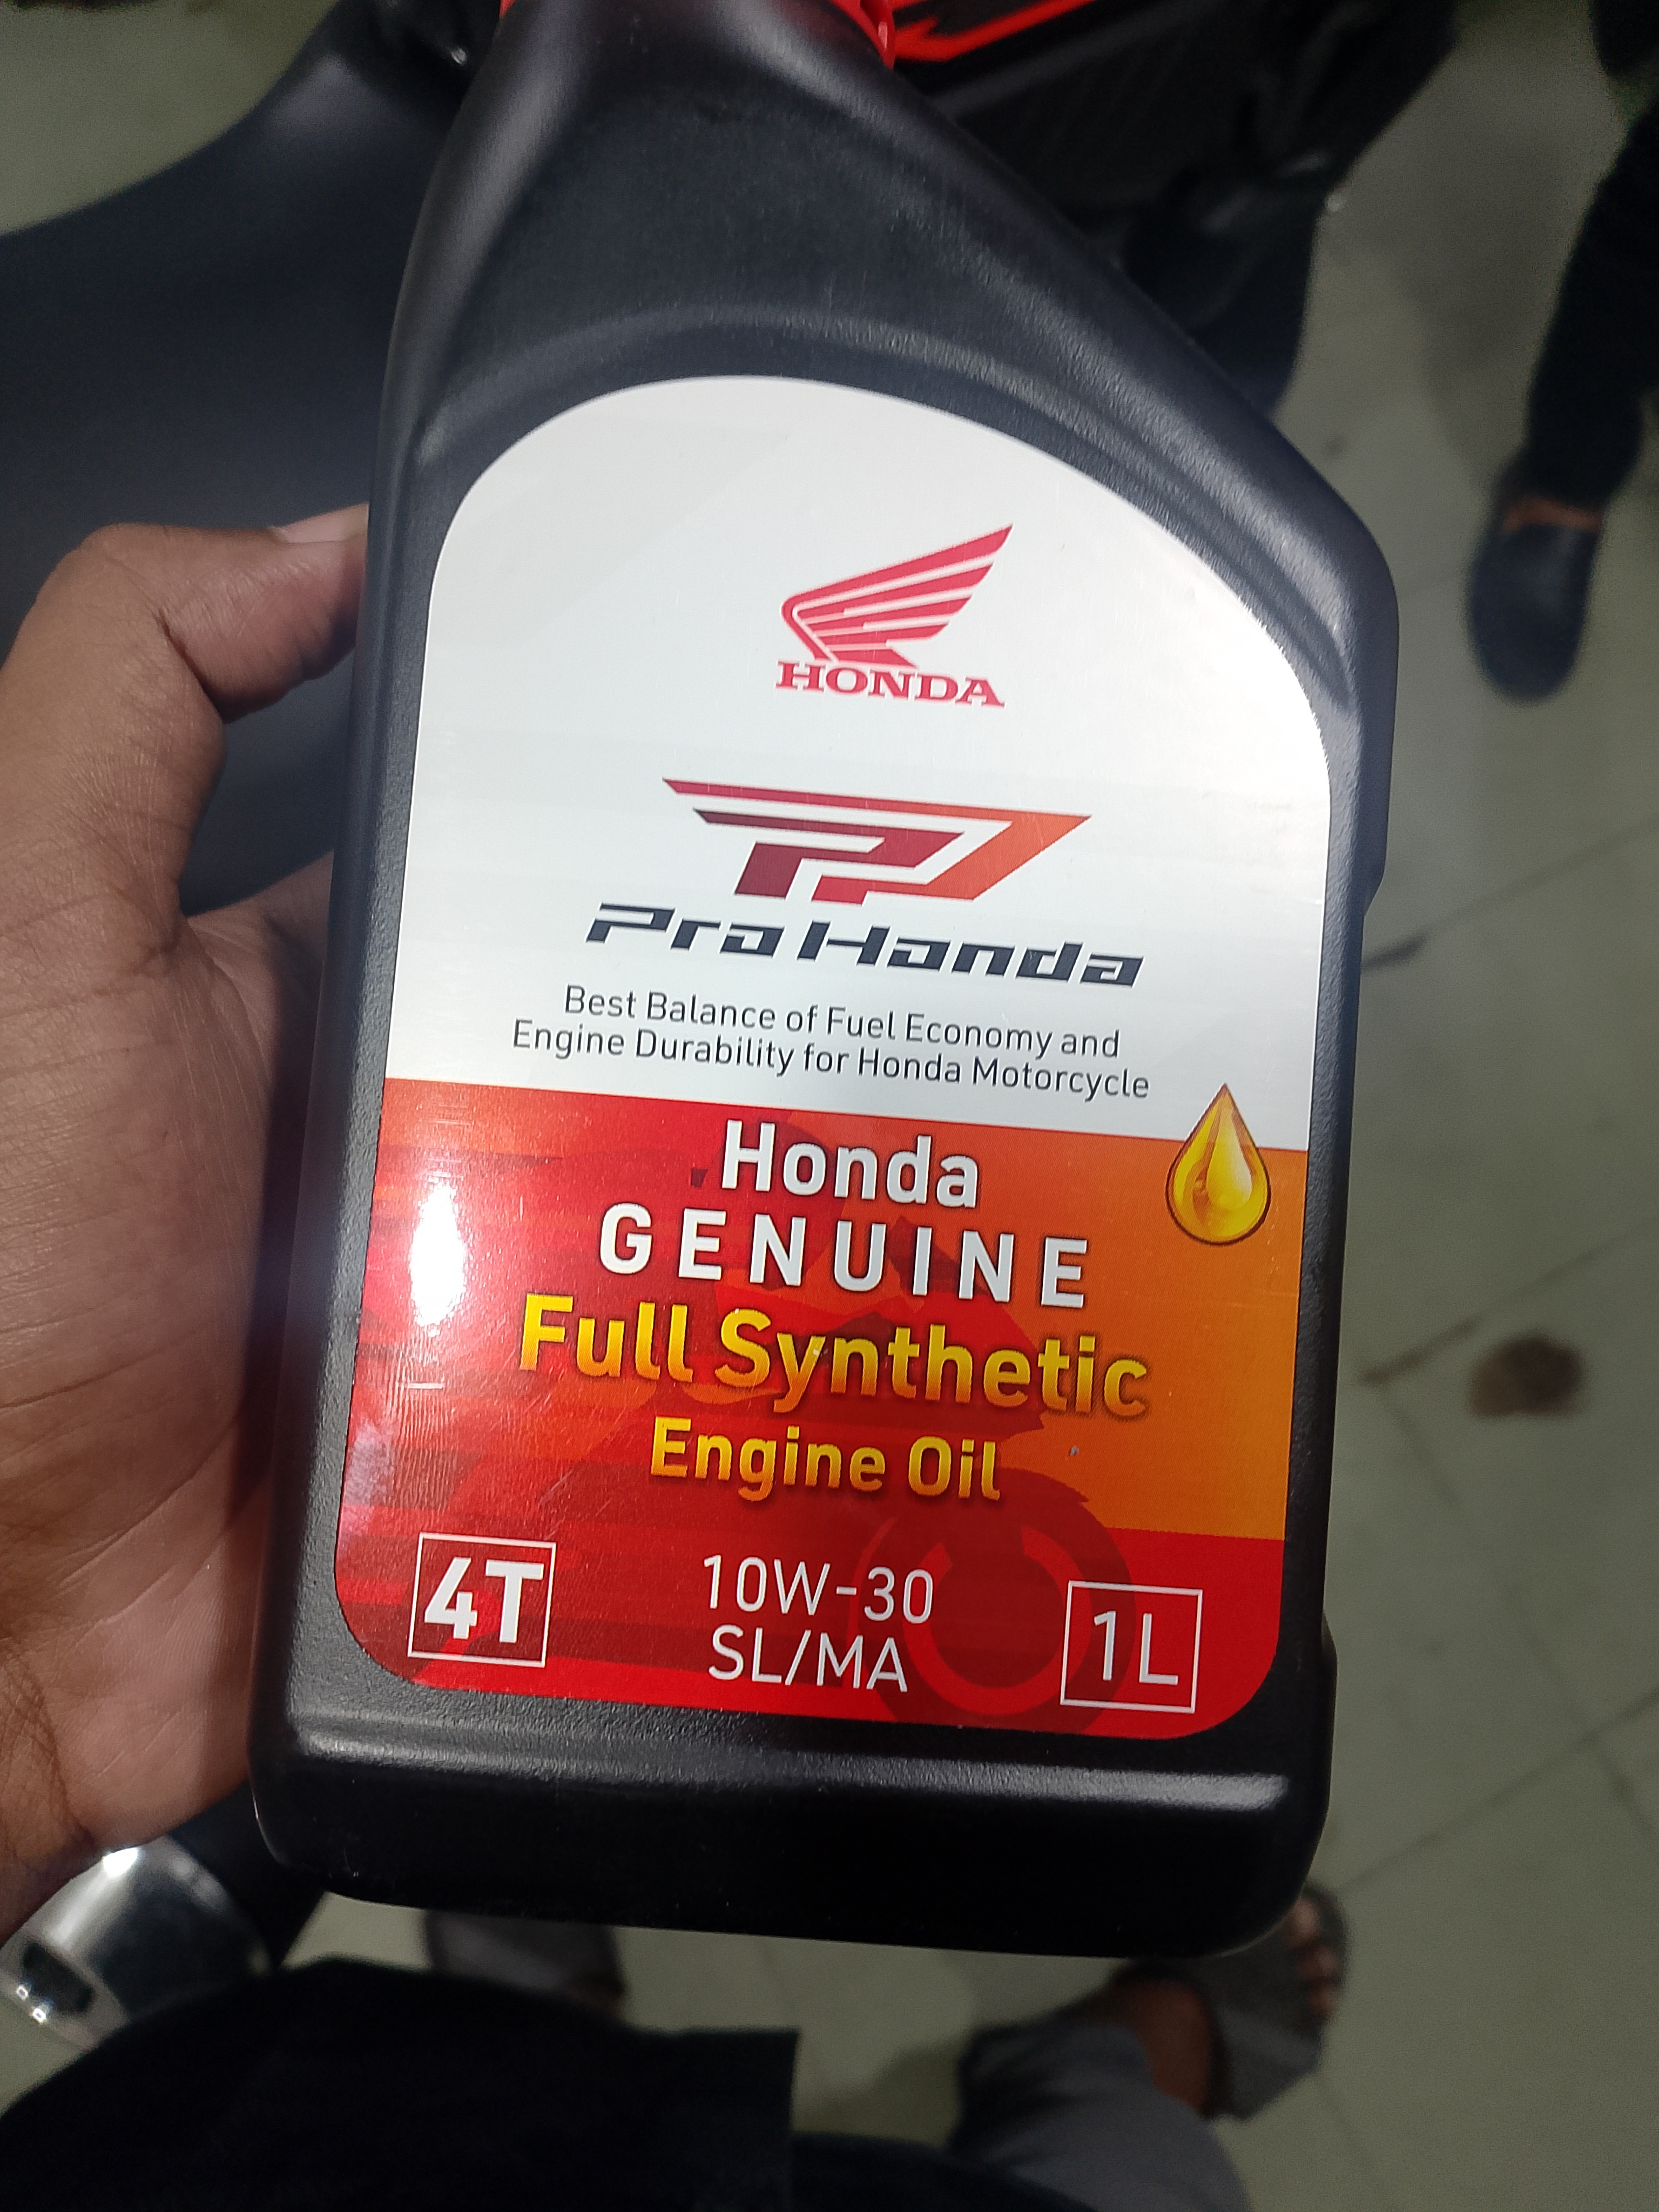 HONDA
Pro Honda
Best Balance of Fuel Economy and
Engine Durability for Honda Motorcycle
Honda
GENUINE
Full Synthetic
Engine Oil
4T
10W-30
SL/MA
1L